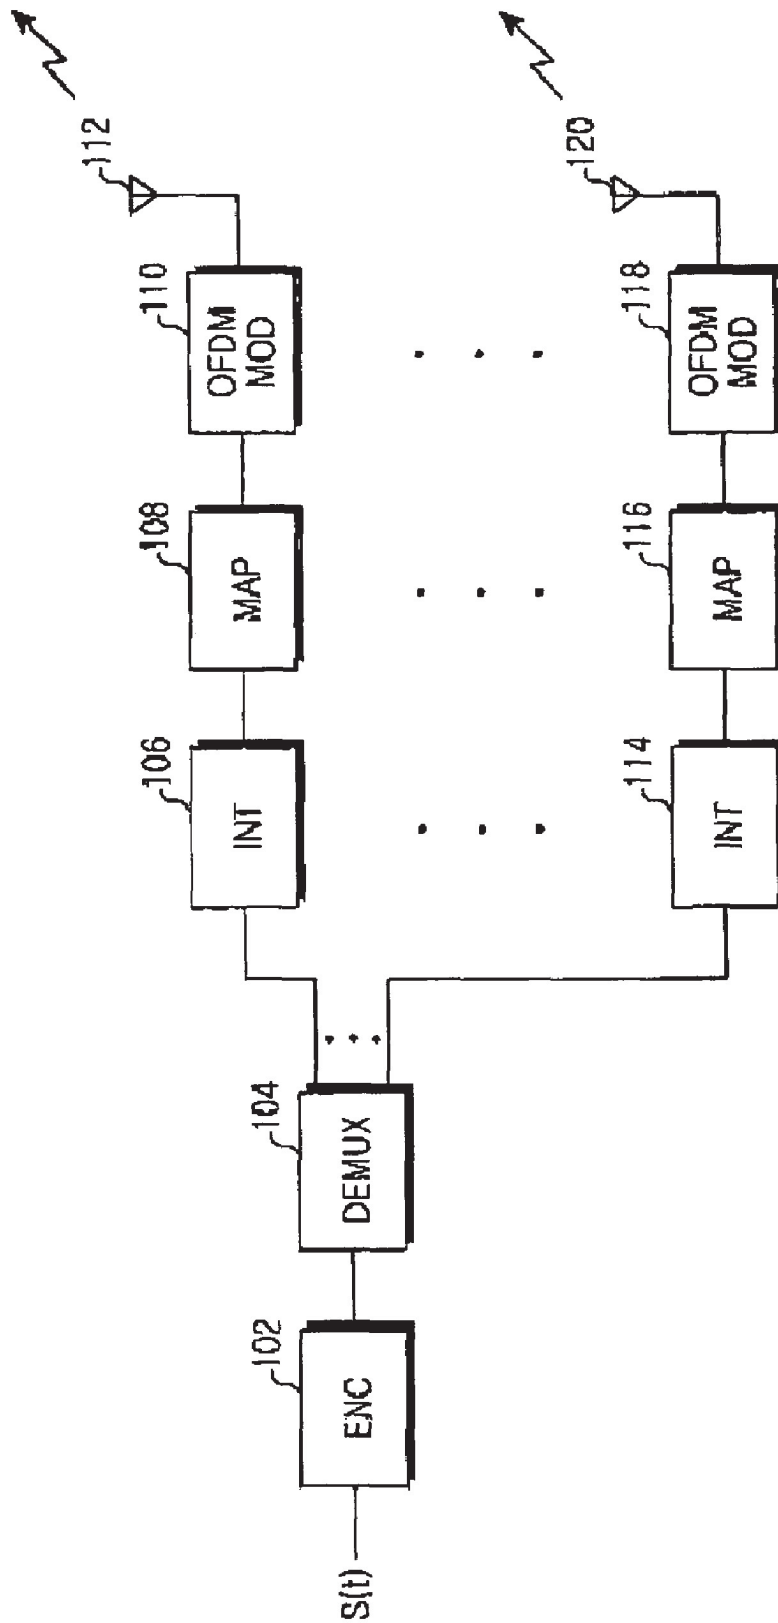 S(t)
102
ENC
104
DEMUX
106
INT
108
MAP
110
OFDM
MOD
112
114
INT
116
MAP
118
OFDM
MOD
120